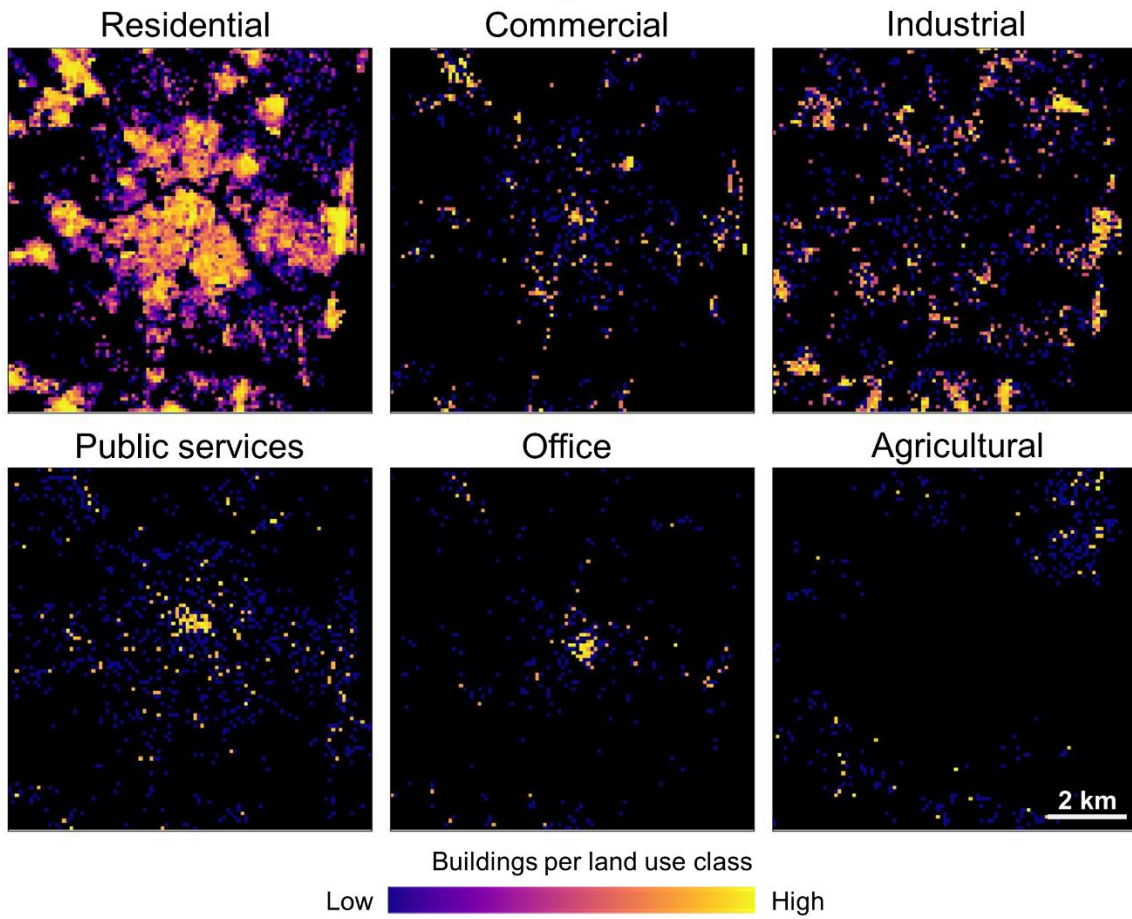 Residential
Commercial
Industrial
Public services
Office
Agricultural
2 km
Buildings per land use class
Low
High